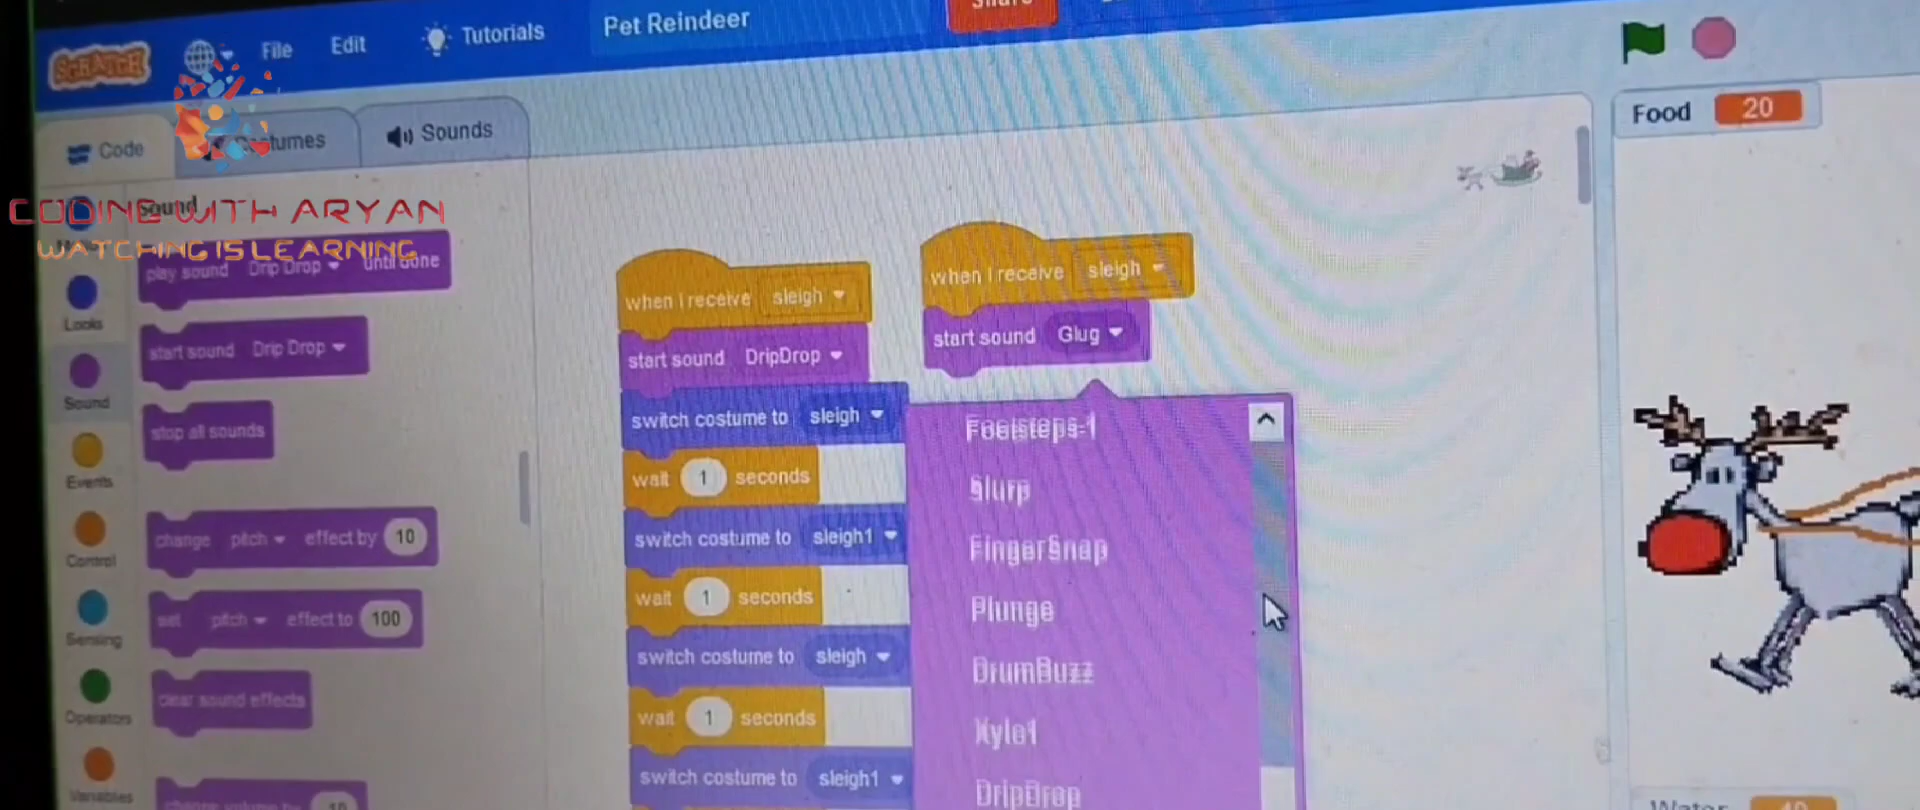 SCRATCH
File
Edit
Tutorials
Pet Reindeer
Code
Costumes
Sounds
Food 20
CODING WITH ARYAN
WATCHING IS LEARNING
Sound
play sound Drip Drop until done
start sound Drip Drop
stop all sounds
change pitch effect by 10
set pitch effect to 100
clear sound effects
Looks
Sound
Events
Control
Sensing
Operators
Variables
when I receive sleigh
start sound DripDrop
switch costume to sleigh
wait 1 seconds
switch costume to sleigh1
wait 1 seconds
switch costume to sleigh
wait 1 seconds
switch costume to sleigh1
when I receive sleigh
start sound Glug
Footsteps-1
Slurp
FingerSnap
Plunge
DrumBuzz
Xylo1
DripDrop